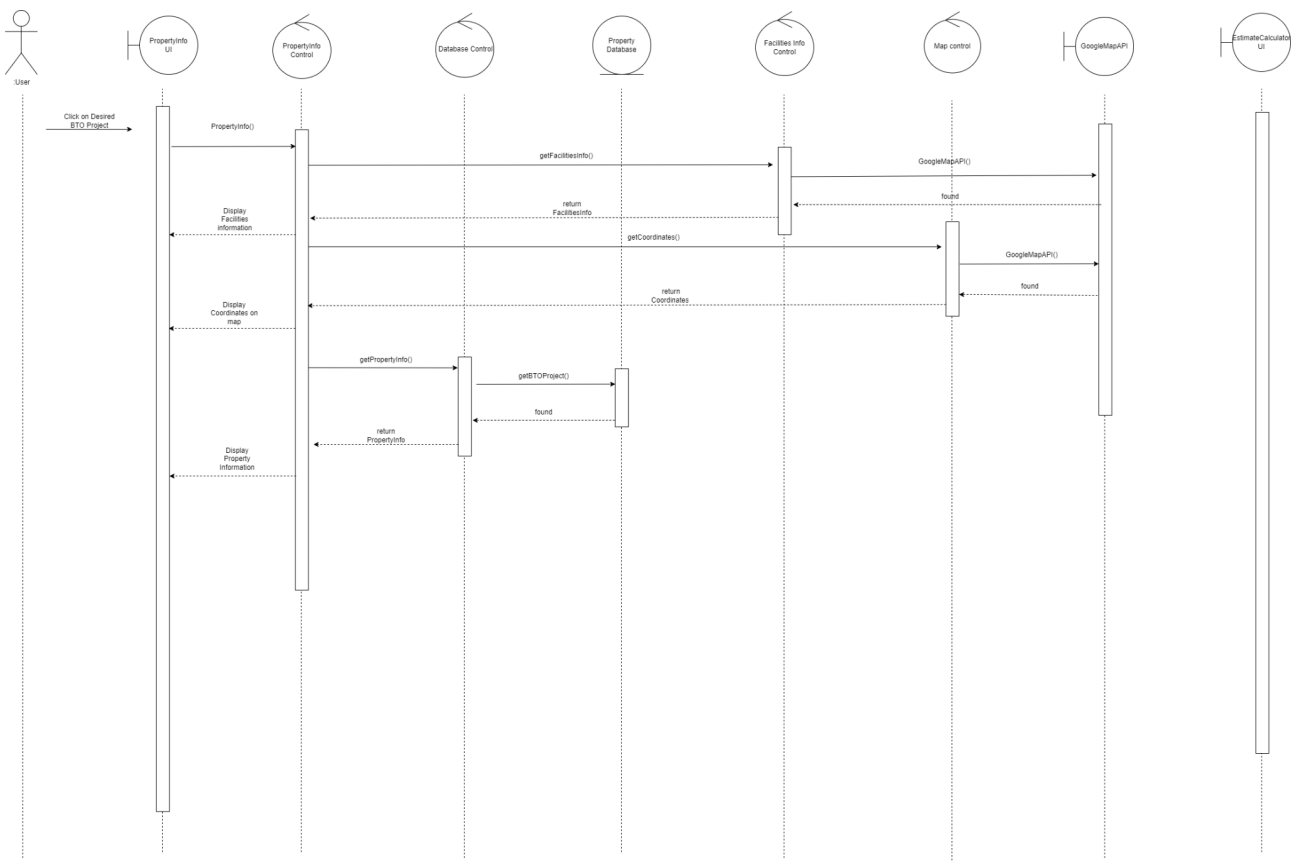 :User
PropertyInfo
UI
PropertyInfo
Control
Database Control
Property
Database
Facilities Info
Control
Map control
GoogleMapAPI
EstimateCalculator
UI
Click on Desired
BTO Project
PropertyInfo()
getFacilitiesInfo()
GoogleMapAPI()
found
return
FacilitiesInfo
Display
Facilities
information
getCoordinates()
GoogleMapAPI()
found
return
Coordinates
Display
Coordinates on
map
getPropertyInfo()
getBTOProject()
found
return
PropertyInfo
Display
Property
Information